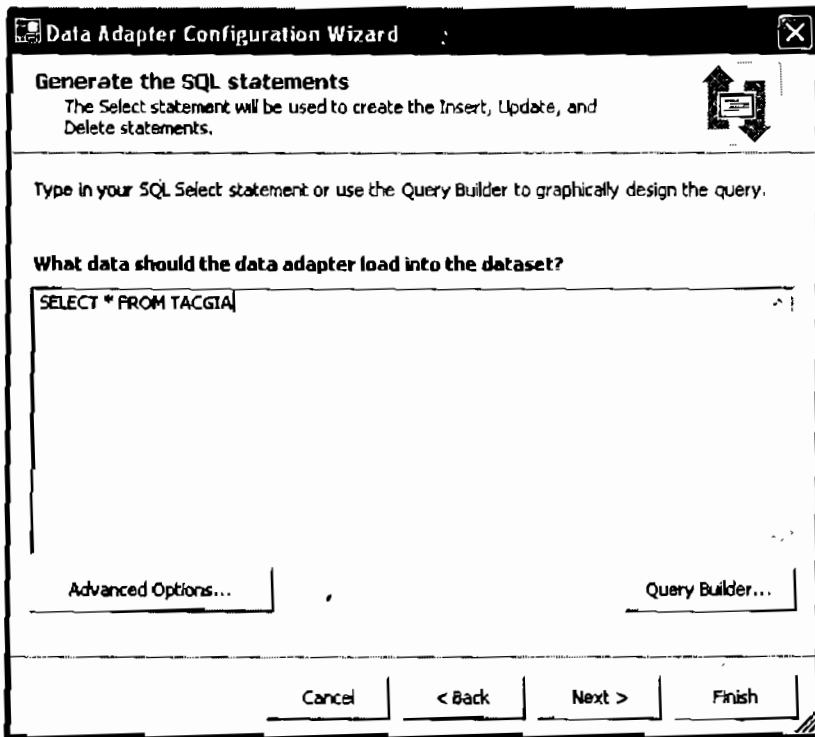 Data Adapter Configuration Wizard
Generate the SQL statements
The Select statement will be used to create the Insert, Update, and
Delete statements.
Type in your SQL Select statement or use the Query Builder to graphically design the query.
What data should the data adapter load into the dataset?
SELECT * FROM TACGIA
Advanced Options...
Query Builder...
Cancel
< Back
Next >
Finish